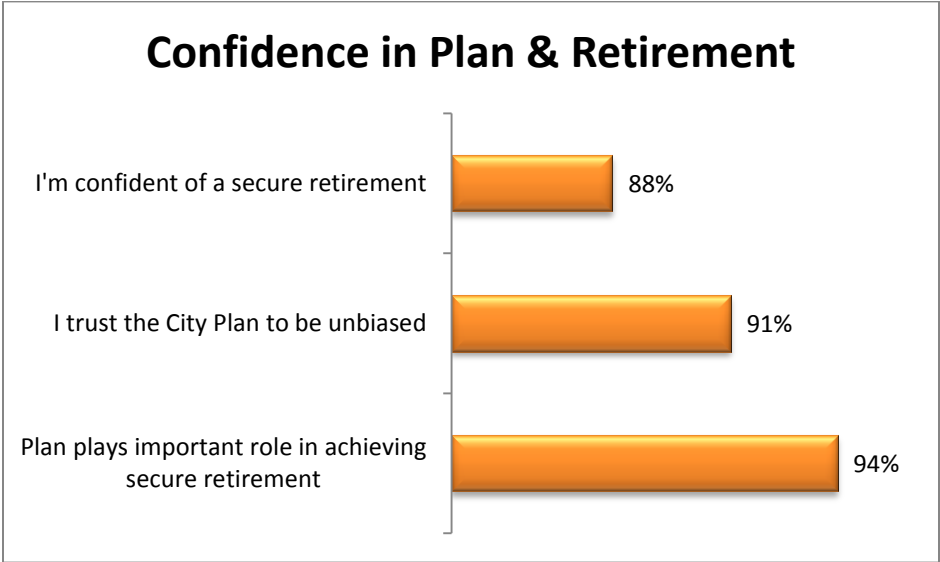 Confidence in Plan & Retirement
I'm confident of a secure retirement
88%
I trust the City Plan to be unbiased
91%
Plan plays important role in achieving
secure retirement
94%